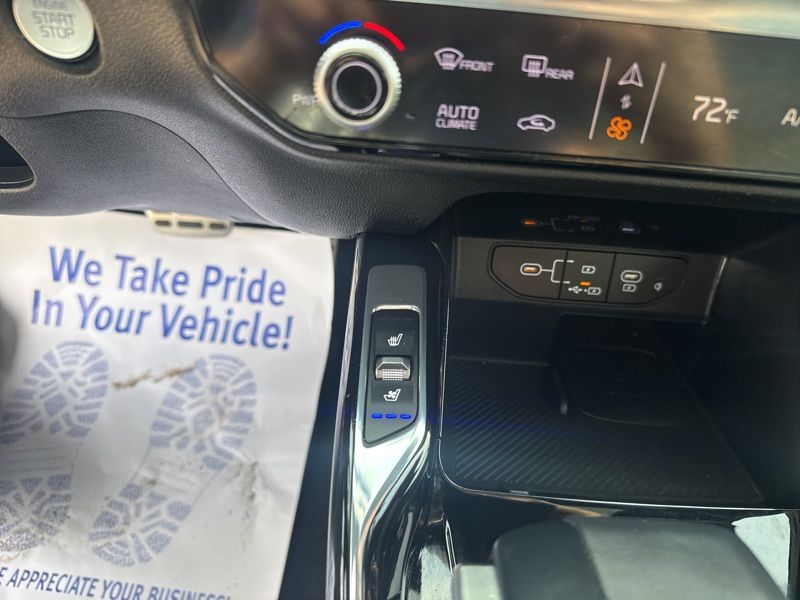 ENGINE
START
STOP
FRONT
REAR
AUTO
CLIMATE
72°F
We Take Pride
In Your Vehicle!
APPRECIATE YOUR BUSINESS!